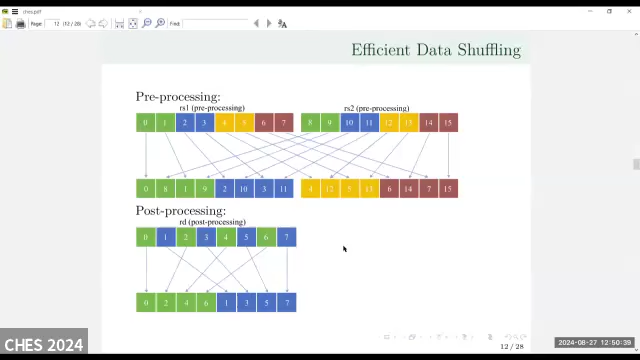 ches.pdf
Page: 12 (12 / 28) Find:
Efficient Data Shuffling
Pre-processing:
rs1 (pre-processing) rs2 (pre-processing)
0 1 2 3 4 5 6 7 8 9 10 11 12 13 14 15
0 8 1 9 2 10 3 11 4 12 5 13 6 14 7 15
Post-processing:
rd (post-processing)
0 1 2 3 4 5 6 7
0 2 4 6 1 3 5 7
12 / 28
CHES 2024
2024-08-27 12:50:39